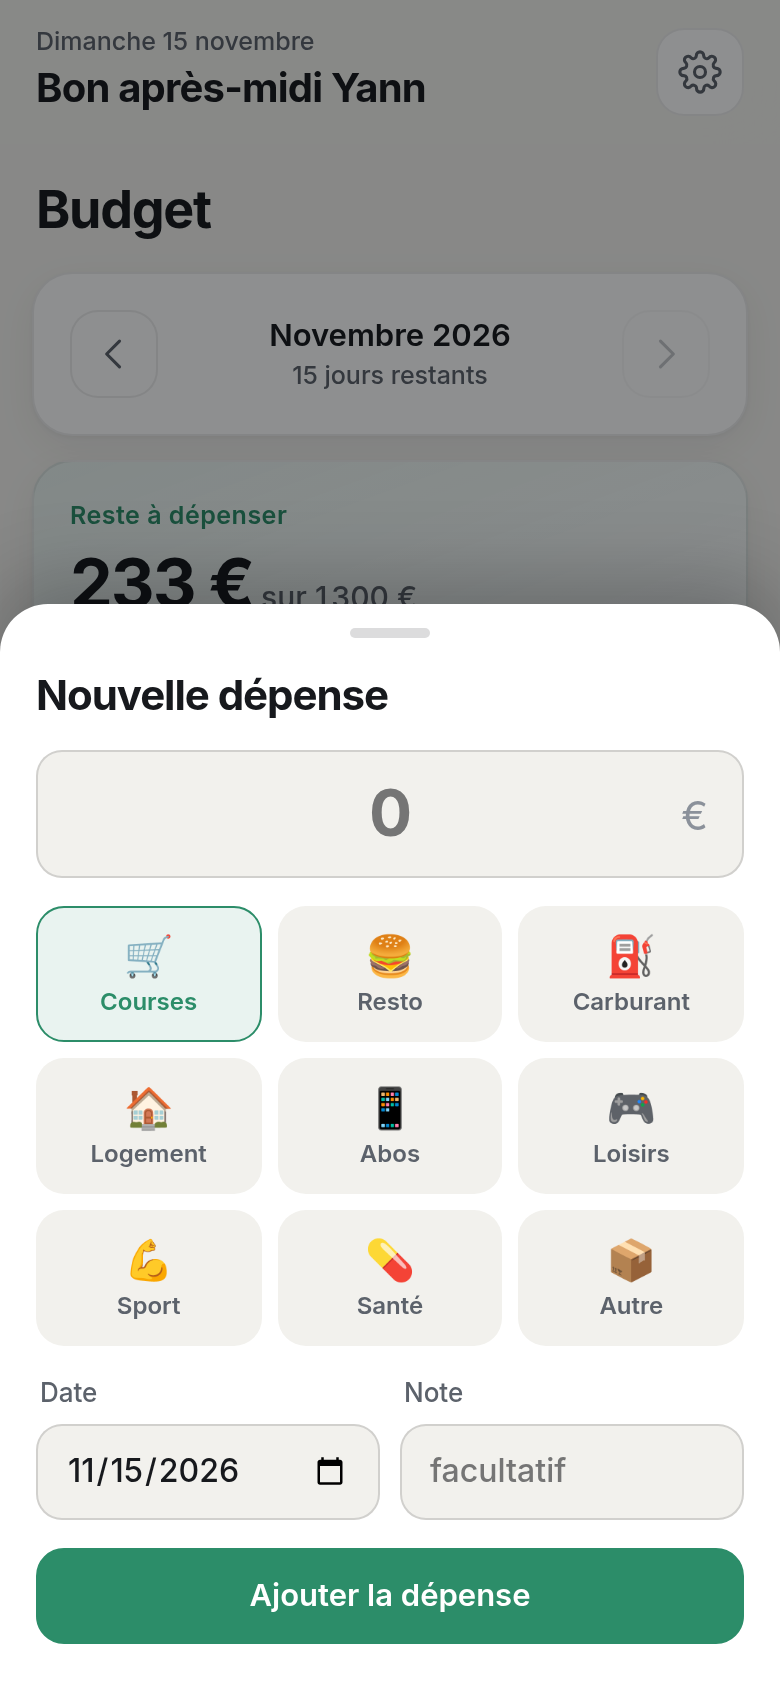 Dimanche 15 novembre
Bon après-midi Yann
Budget
Novembre 2026
15 jours restants
Reste à dépenser
233 € sur 1300 €
Nouvelle dépense
0 €
Courses
Resto
Carburant
Logement
Abos
Loisirs
Sport
Santé
Autre
Date
Note
11/15/2026
facultatif
Ajouter la dépense